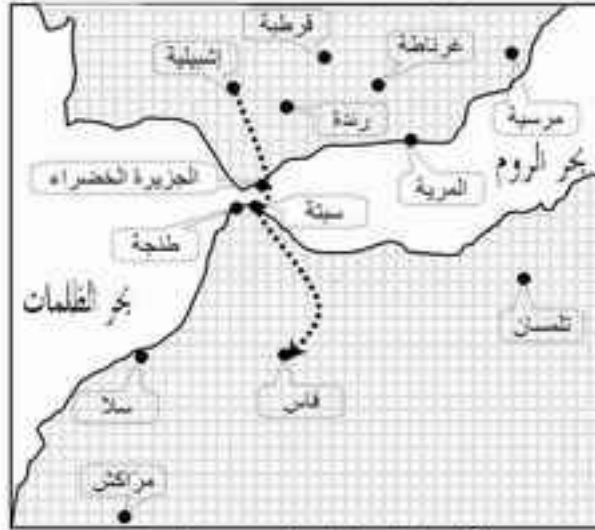 قرطبة
غرناطة
إشبيلية
رندة
مرسية
الجزيرة الخضراء
المرية
بحر الروم
سبتة
طنجة
بحر الظلمات
تلمسان
سلا
فاس
مراكش